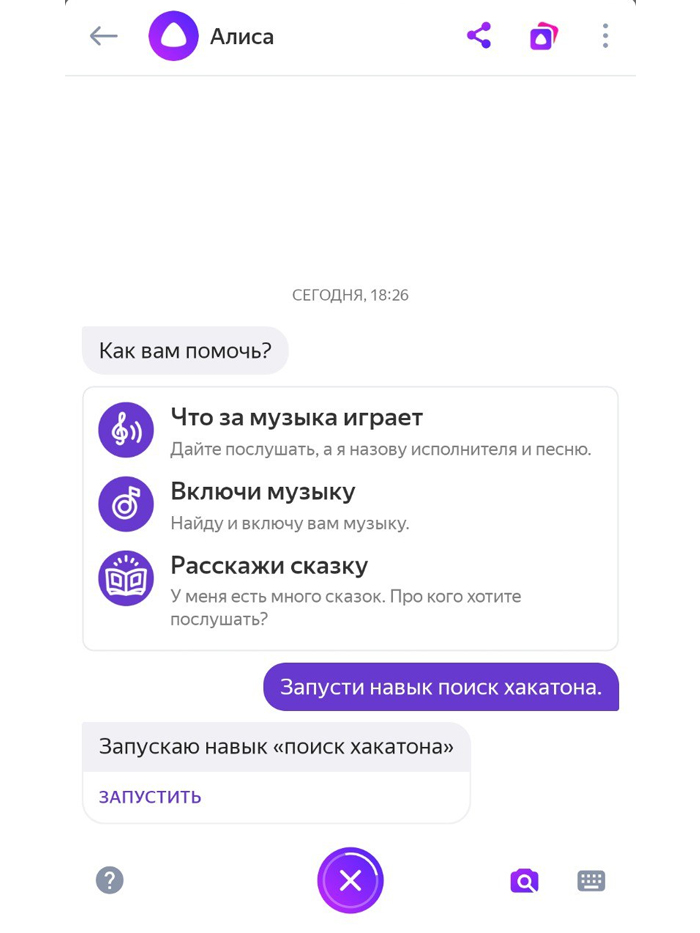 Алиса
СЕГОДНЯ, 18:26
Как вам помочь?
Что за музыка играет
Дайте послушать, а я назову исполнителя и песню.
Включи музыку
Найду и включу вам музыку.
Расскажи сказку
У меня есть много сказок. Про кого хотите
послушать?
Запусти навык поиск хакатона.
Запускаю навык «поиск хакатона»
ЗАПУСТИТЬ
?